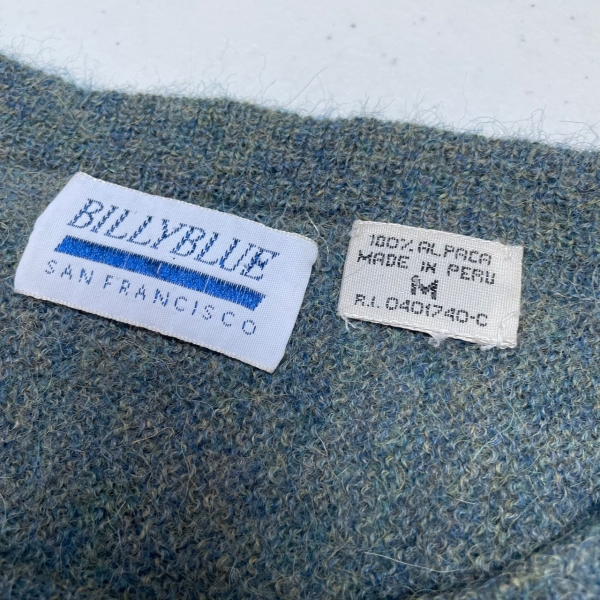 BILLYBLUE
SAN FRANCISCO
100% ALPACA
MADE IN PERU
M
R.I. 0401740-C